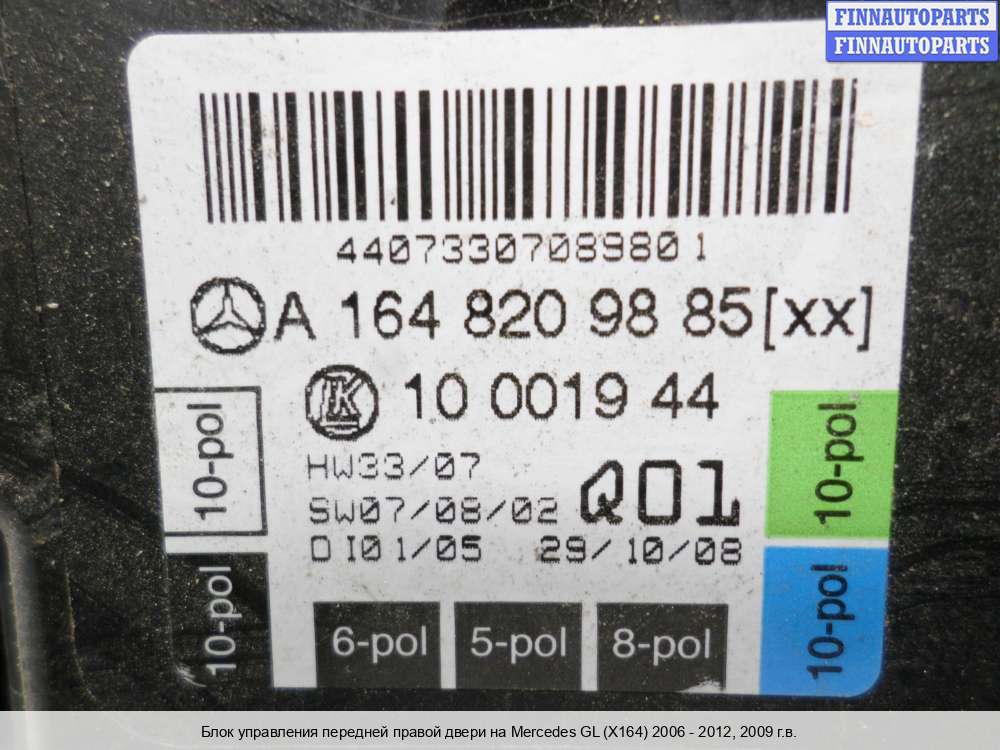 FINNAUTOPARTS
FINNAUTOPARTS
44073307089801
A 164 820 98 85 [xx]
10 0019 44
10-pol
10-pol
HW33/07
SW07/08/02
Q01
DI01/05 29/10/08
10-pol
10-pol
6-pol
5-pol
8-pol
Блок управления передней правой двери на Mercedes GL (X164) 2006 - 2012, 2009 г.в.